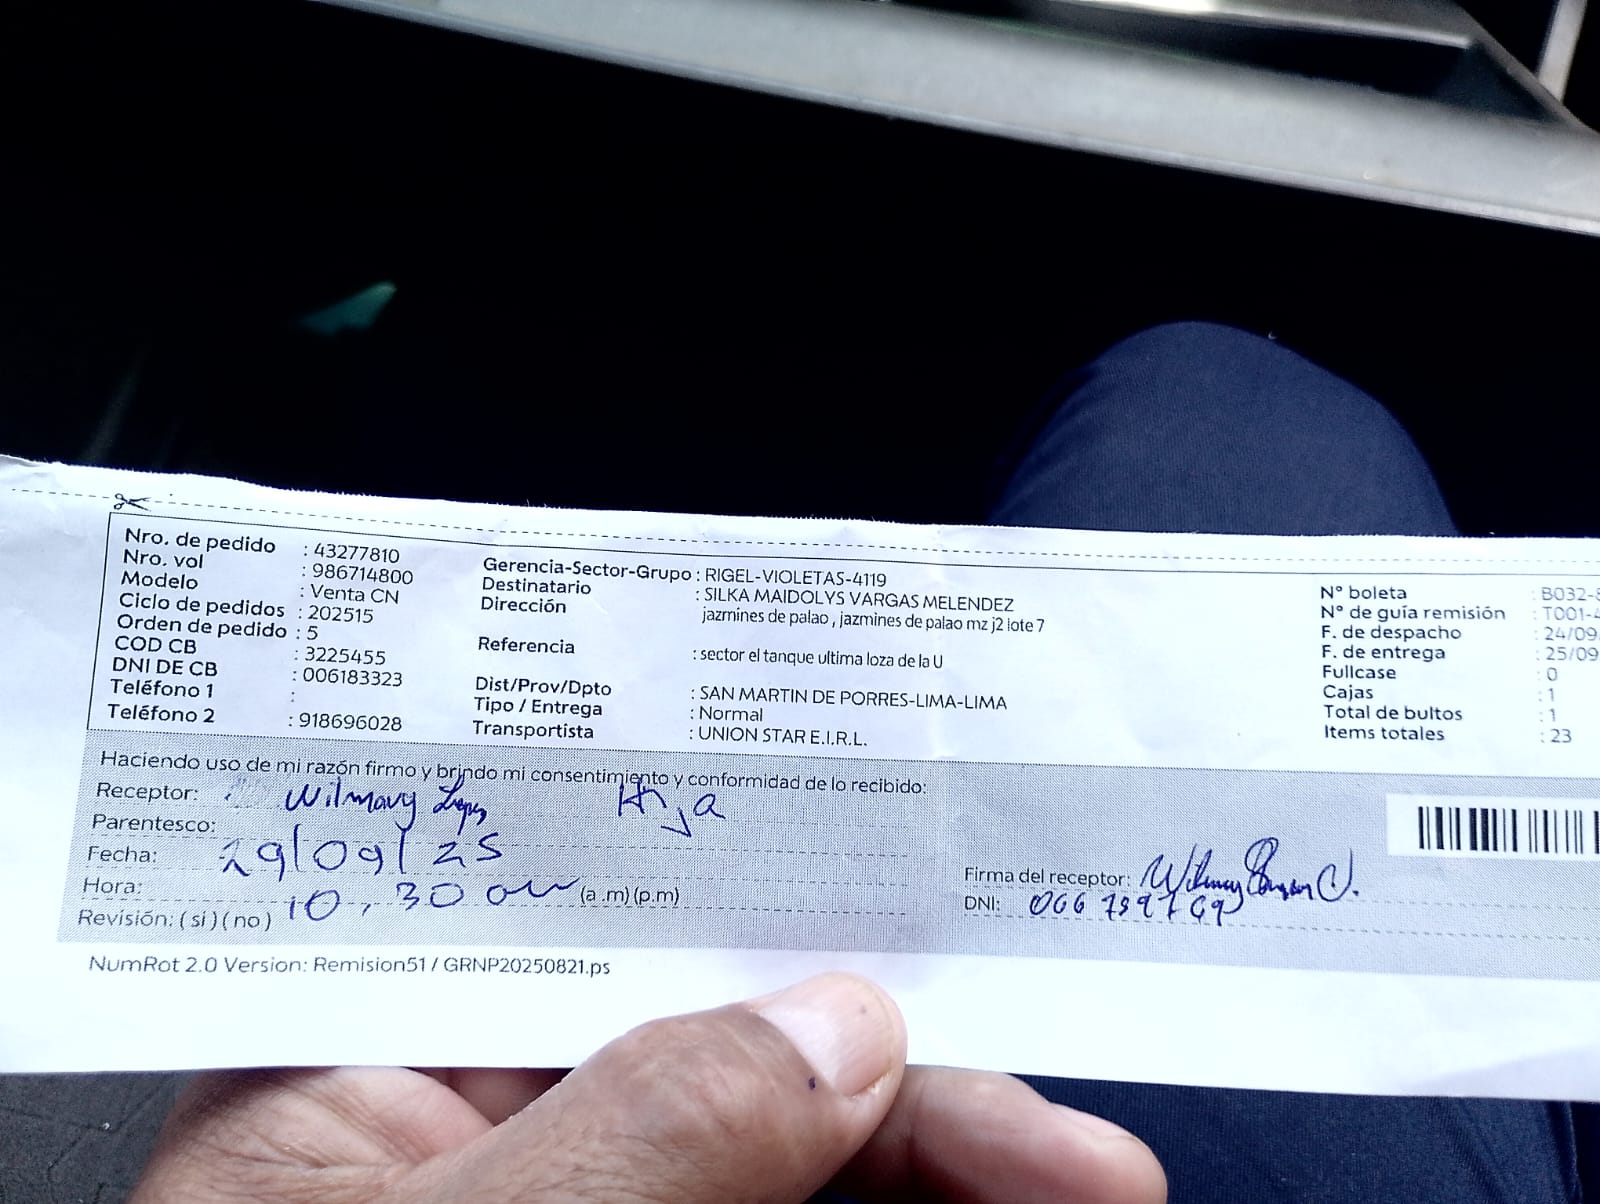 Nro. de pedido : 43277810
Nro. vol : 986714800
Modelo : Venta CN
Ciclo de pedidos : 202515
Orden de pedido : 5
COD CB : 3225455
DNI DE CB : 006183323
Teléfono 1 :
Teléfono 2 : 918696028
Gerencia-Sector-Grupo : RIGEL-VIOLETAS-4119
Destinatario : SILKA MAIDOLYS VARGAS MELENDEZ
Dirección jazmines de palao , jazmines de palao mz j2 lote 7
Referencia : sector el tanque ultima loza de la U
Dist/Prov/Dpto : SAN MARTIN DE PORRES-LIMA-LIMA
Tipo / Entrega : Normal
Transportista : UNION STAR E.I.R.L.
N° boleta : B032-
N° de guía remisión : T001-4
F. de despacho : 24/09
F. de entrega : 25/09
Fullcase : 0
Cajas : 1
Total de bultos : 1
Items totales : 23
Haciendo uso de mi razón firmo y brindo mi consentimiento y conformidad de lo recibido:
Receptor: Wilmary Hija
Parentesco:
Fecha: 29/09/25
Hora: 10,30 am (a.m) (p.m)
Revisión: ( si ) ( no )
Firma del receptor:
DNI:
NumRot 2.0 Version: Remision51 / GRNP20250821.ps